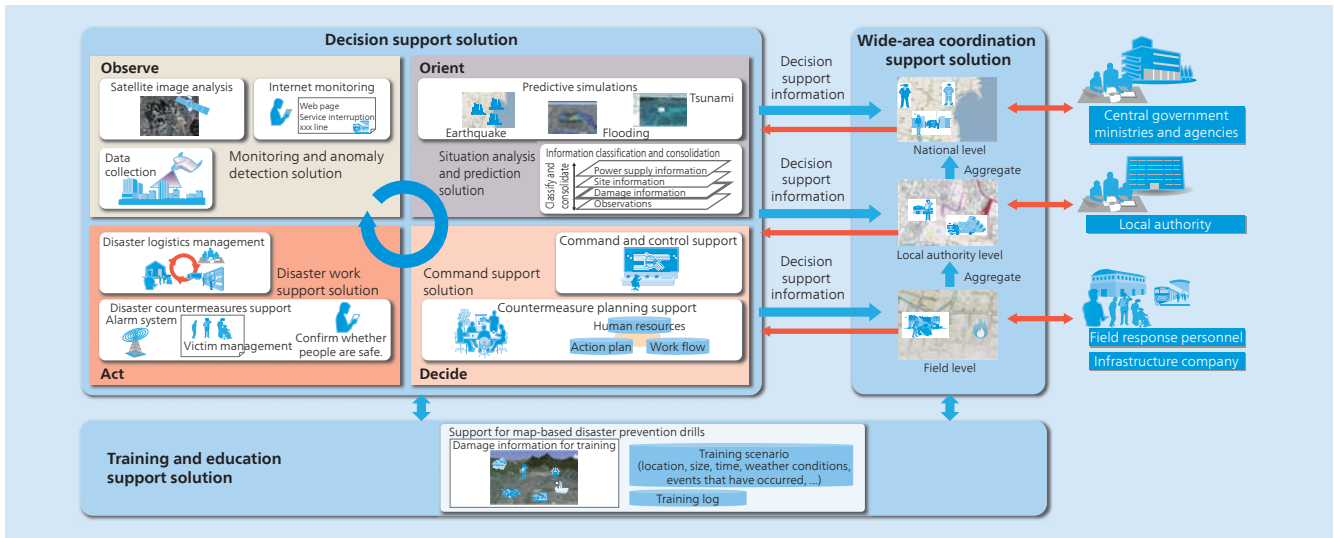 Decision support solution
Observe
Satellite image analysis
Internet monitoring
Web page
Service interruption
xxx line
Data
collection
Monitoring and anomaly
detection solution
Orient
Predictive simulations
Tsunami
Earthquake
Flooding
Situation analysis
and prediction
solution
Information classification and consolidation
Classify and
consolidate
Power supply information
Site information
Damage information
Observations
Disaster logistics management
Disaster work
support solution
Disaster countermeasures support
Alarm system
Victim management
Confirm whether
people are safe.
Act
Command and control support
Command support
solution
Countermeasure planning support
Human resources
Action plan
Work flow
Decide
Decision
support
information
Decision
support
information
Decision
support
information
Wide-area coordination
support solution
National level
Aggregate
Local authority level
Aggregate
Field level
Central government
ministries and agencies
Local authority
Field response personnel
Infrastructure company
Training and education
support solution
Support for map-based disaster prevention drills
Damage information for training
Training scenario
(location, size, time, weather conditions,
events that have occurred, ...)
Training log